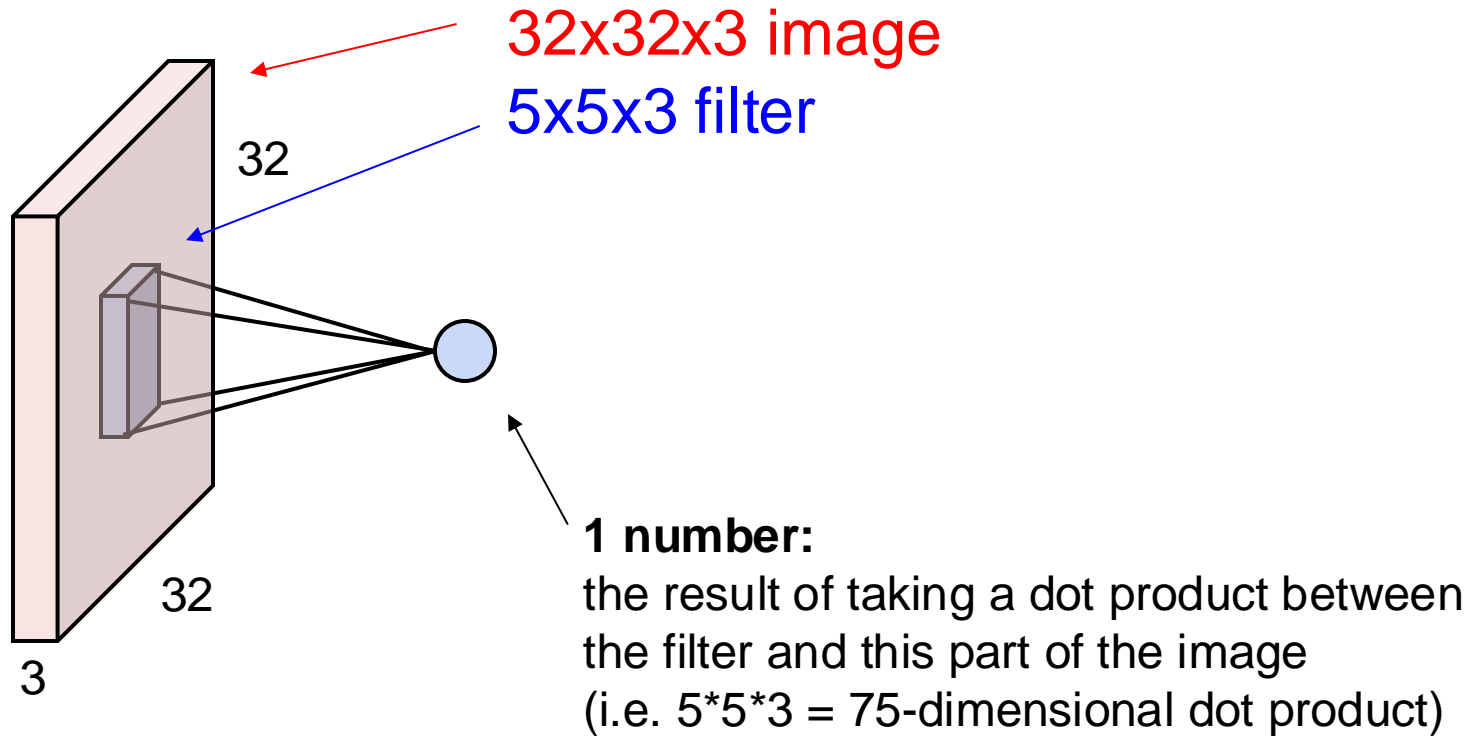 32x32x3 image
5x5x3 filter
32
32
3
1 number:
the result of taking a dot product between
the filter and this part of the image
(i.e. 5*5*3 = 75-dimensional dot product)